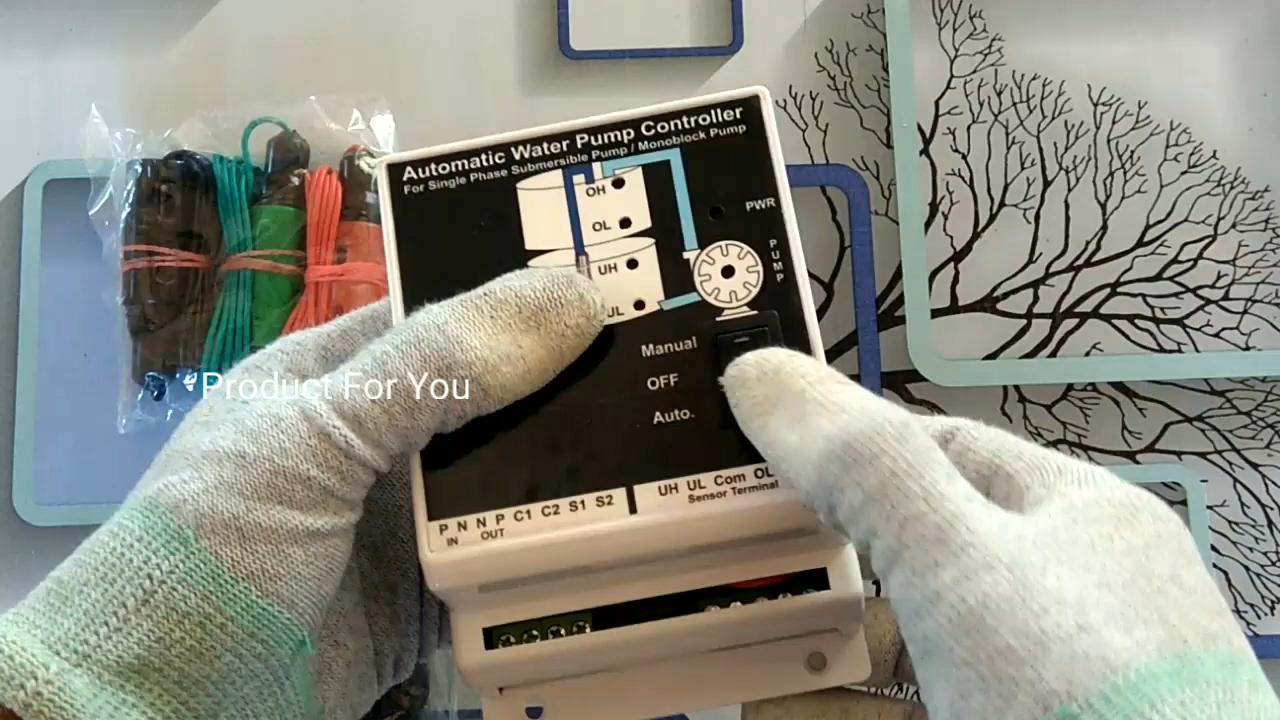 Automatic Water Pump Controller
For Single Phase Submersible Pump / Monoblock Pump
OH
OL
PWR
UH
PUMP
UL
Manual
OFF
Auto.
Product For You
P N N P C1 C2 S1 S2
IN OUT
UH UL Com OL
Sensor Terminal